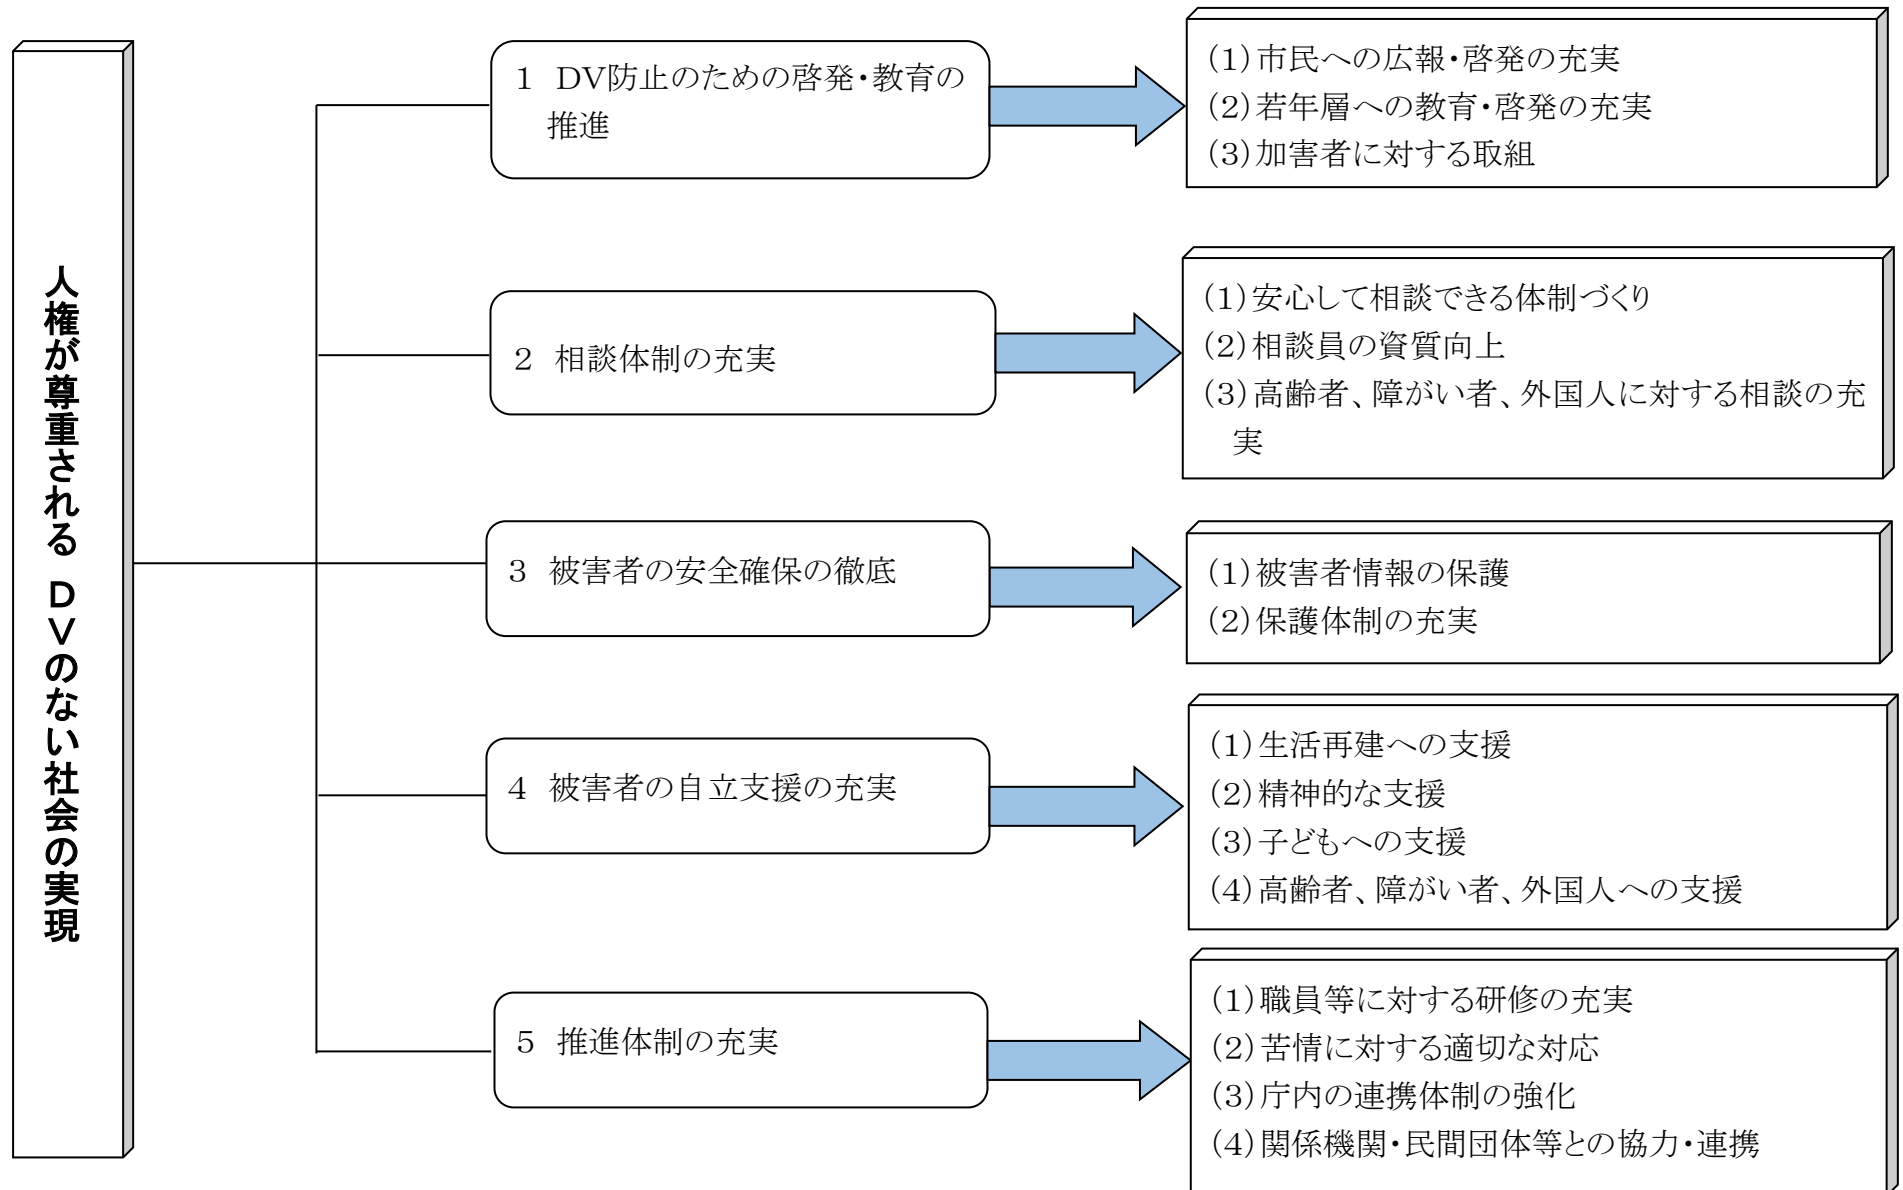 人権が尊重される DVのない社会の実現
１ DV防止のための啓発・教育の
推進
(1)市民への広報・啓発の充実
(2)若年層への教育・啓発の充実
(3)加害者に対する取組
２ 相談体制の充実
(1)安心して相談できる体制づくり
(2)相談員の資質向上
(3)高齢者、障がい者、外国人に対する相談の充
実
３ 被害者の安全確保の徹底
(1)被害者情報の保護
(2)保護体制の充実
４ 被害者の自立支援の充実
(1)生活再建への支援
(2)精神的な支援
(3)子どもへの支援
(4)高齢者、障がい者、外国人への支援
５ 推進体制の充実
(1)職員等に対する研修の充実
(2)苦情に対する適切な対応
(3)庁内の連携体制の強化
(4)関係機関・民間団体等との協力・連携